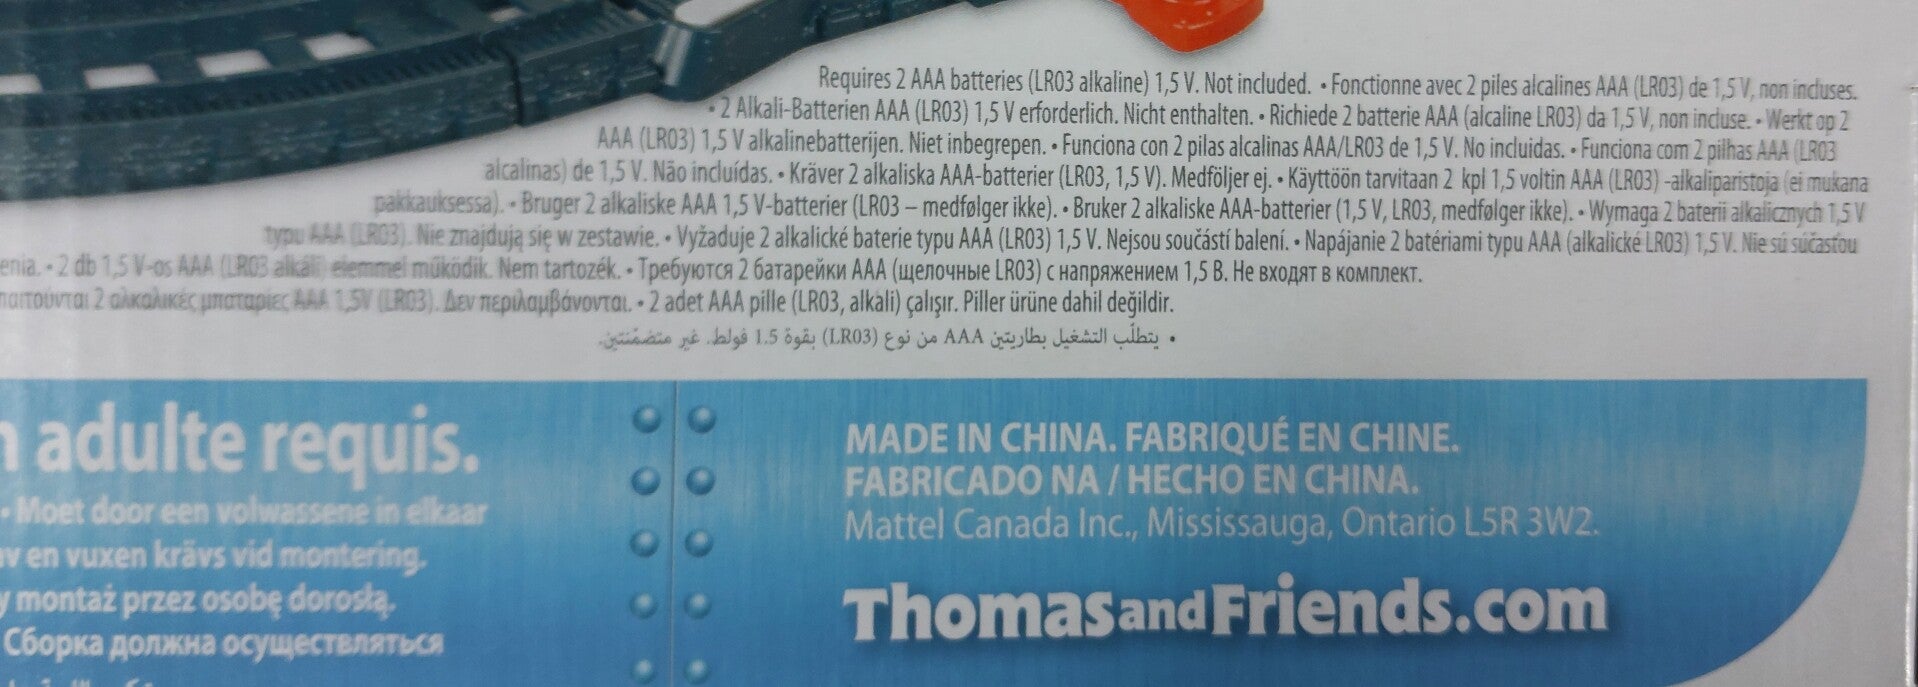 Requires 2 AAA batteries (LR03 alkaline) 1,5 V. Not included. • Fonctionne avec 2 piles alcalines AAA (LR03) de 1,5 V, non incluses.
• 2 Alkali-Batterien AAA (LR03) 1,5 V erforderlich. Nicht enthalten. • Richiede 2 batterie AAA (alcaline LR03) da 1,5 V, non incluse. • Werkt op 2
AAA (LR03) 1,5 V alkalinebatterijen. Niet inbegrepen. • Funciona con 2 pilas alcalinas AAA/LR03 de 1,5 V. No incluidas. • Funciona com 2 pilhas AAA (LR03
alcalinas) de 1,5 V. Não incluídas. • Kräver 2 alkaliska AAA-batterier (LR03, 1,5 V). Medföljer ej. • Käyttöön tarvitaan 2 kpl 1,5 voltin AAA (LR03) -alkaliparistoja (ei mukana
pakkauksessa). • Bruger 2 alkaliske AAA 1,5 V-batterier (LR03 – medfølger ikke). • Bruker 2 alkaliske AAA-batterier (1,5 V, LR03, medfølger ikke). • Wymaga 2 baterii alkalicznych 1,5 V
typu AAA (LR03). Nie znajdują się w zestawie. • Vyžaduje 2 alkalické baterie typu AAA (LR03) 1,5 V. Nejsou součástí balení. • Napájanie 2 batériami typu AAA (alkalické LR03) 1,5 V. Nie sú súčasťou
enia. • 2 db 1,5 V-os AAA (LR03 alkáli) elemmel működik. Nem tartozék. • Требуются 2 батарейки AAA (щелочные LR03) с напряжением 1,5 В. Не входят в комплект.
παιτούνται 2 αλκαλικές μπαταρίες AAA 1,5V (LR03). Δεν περιλαμβάνονται. • 2 adet AAA pille (LR03, alkali) çalışır. Piller ürüne dahil değildir.
• يتطلّب التشغيل بطاريتين AAA من نوع (LR03) بقوة 1.5 فولط. غير متضمّنتين.
n adulte requis.
• Moet door een volwassene in elkaar
av en vuxen krävs vid montering.
y montaż przez osobę dorosłą.
Сборка должна осуществляться
MADE IN CHINA. FABRIQUÉ EN CHINE.
FABRICADO NA / HECHO EN CHINA.
Mattel Canada Inc., Mississauga, Ontario L5R 3W2.
ThomasandFriends.com